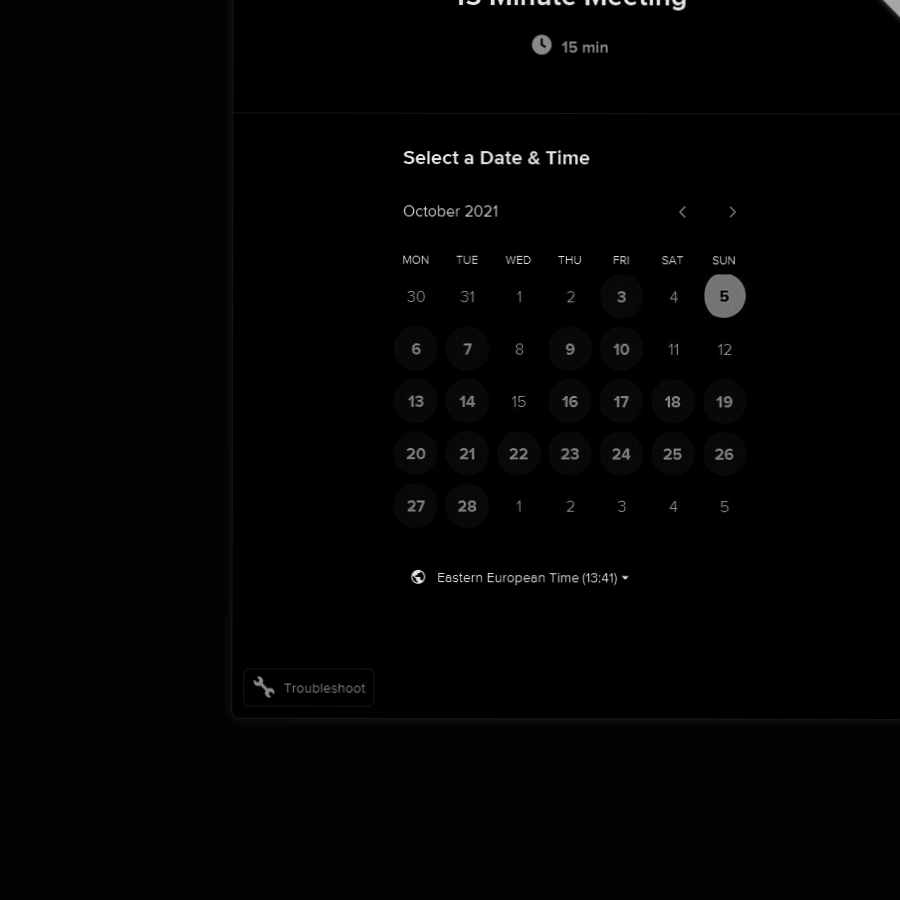 15 Minute Meeting
15 min
Select a Date & Time
October 2021
MON TUE WED THU FRI SAT SUN
30 31 1 2 3 4 5
6 7 8 9 10 11 12
13 14 15 16 17 18 19
20 21 22 23 24 25 26
27 28 1 2 3 4 5
Eastern European Time (13:41)
Troubleshoot